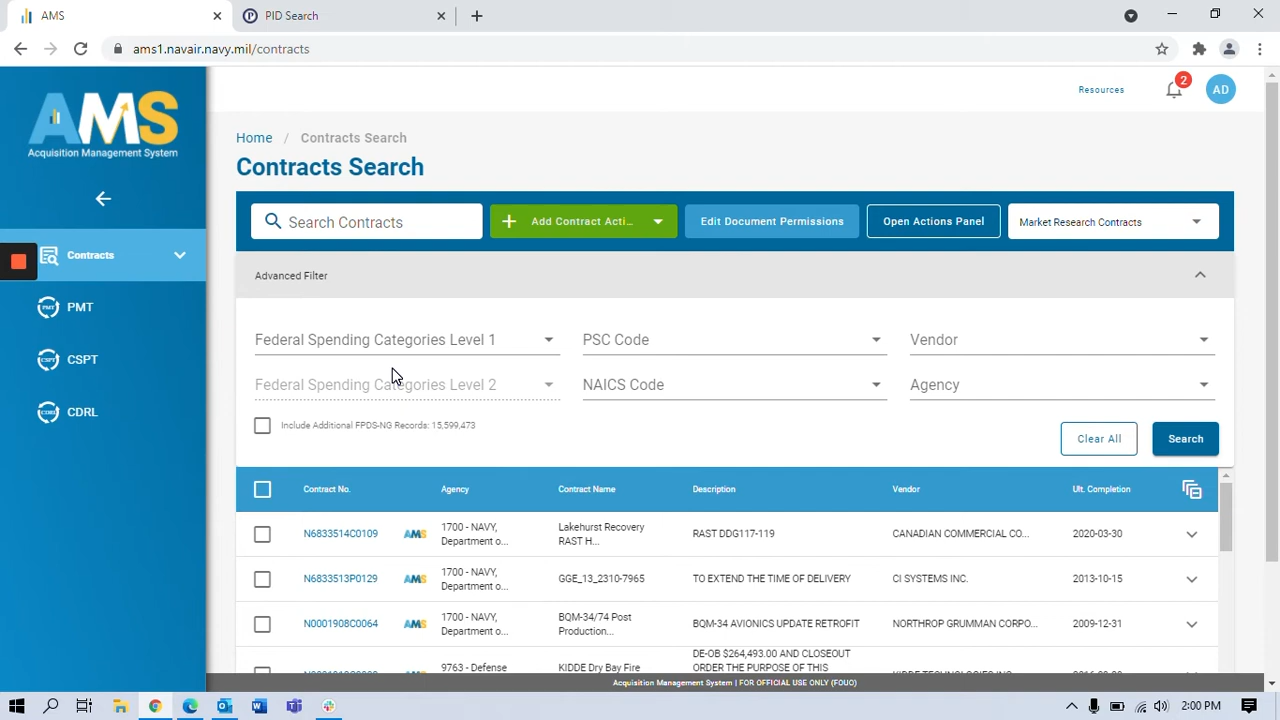 AMS
PID Search
ams1.navair.navy.mil/contracts
AMS
Acquisition Management System
Contracts
PMT
PMT
CSPT
CSPT
CDRL
CDRL
Resources
2
AD
Home / Contracts Search
Contracts Search
Search Contracts
Add Contract Acti...
Edit Document Permissions
Open Actions Panel
Market Research Contracts
Advanced Filter
Federal Spending Categories Level 1
PSC Code
Vendor
Federal Spending Categories Level 2
NAICS Code
Agency
Include Additional FPDS-NG Records: 15,599,473
Clear All
Search
Contract No. Agency Contract Name Description Vendor Ult. Completion
N6833514C0109 AMS 1700 - NAVY, Department o... Lakehurst Recovery RAST H... RAST DDG117-119 CANADIAN COMMERCIAL CO... 2020-03-30
N6833513P0129 AMS 1700 - NAVY, Department o... GGE_13_2310-7965 TO EXTEND THE TIME OF DELIVERY CI SYSTEMS INC. 2013-10-15
N0001908C0064 AMS 1700 - NAVY, Department o... BQM-34/74 Post Production... BQM-34 AVIONICS UPDATE RETROFIT NORTHROP GRUMMAN CORPO... 2009-12-31
9763 - Defense KIDDE Dry Bay Fire DE-OB $264,493.00 AND CLOSEOUT ORDER THE PURPOSE OF THIS
Acquisition Management System | FOR OFFICIAL USE ONLY (FOUO)
2:00 PM